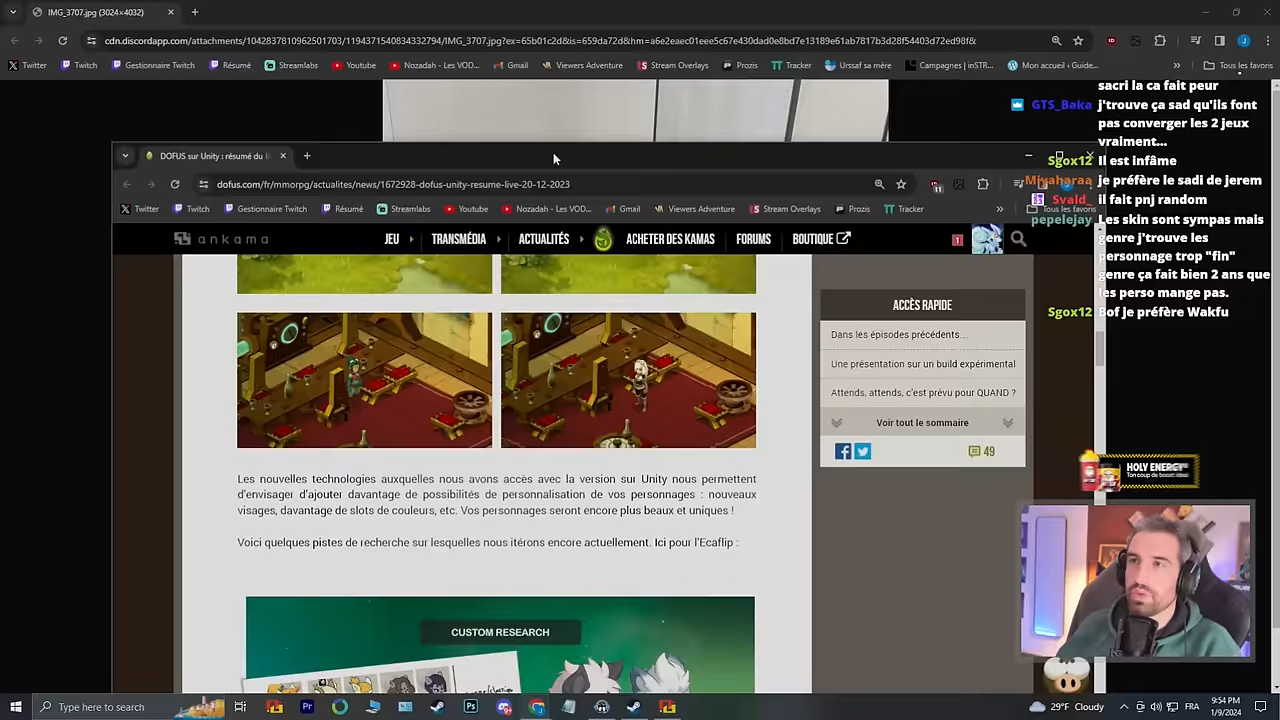 IMG_3707.jpg (3024×4032)
cdn.discordapp.com/attachments/1042837810962501703/1194371540834332794/IMG_3707.jpg?ex=65b01c2d&is=659da72d&hm=a6e2eaec01eee5c67e430dad0e8bd7e13189e61ab7817b3d28f54403d72ed98f&
Twitter
Twitch
Gestionnaire Twitch
Résumé
Streamlabs
Youtube
Nozadah - Les VOD...
Gmail
Viewers Adventure
Stream Overlays
Prozis
Tracker
Urssaf sa mère
Campagnes | inSTR...
Mon accueil ‹ Guide...
Tous les favoris
sacri la ca fait peur
GTS_Baka j'trouve ça sad qu'ils font
pas converger les 2 jeux
vraiment...
Sgox12 Il est infâme
Miyaharaa je préfère le sadi de jerem
Svald_ il fait pnj random
pepelejay Les skin sont sympas mais
genre j'trouve les
personnage trop "fin"
genre ça fait bien 2 ans que
les perso mange pas.
Sgox12 Bof je préfère Wakfu
DOFUS sur Unity : résumé du li
dofus.com/fr/mmorpg/actualites/news/1672928-dofus-unity-resume-live-20-12-2023
11
Twitter
Twitch
Gestionnaire Twitch
Résumé
Streamlabs
Youtube
Nozadah - Les VOD...
Gmail
Viewers Adventure
Stream Overlays
Prozis
Tracker
Tous les favoris
ankama
JEU
TRANSMÉDIA
ACTUALITÉS
ACHETER DES KAMAS
FORUMS
BOUTIQUE
1
Les nouvelles technologies auxquelles nous avons accès avec la version sur Unity nous permettent
d'envisager d'ajouter davantage de possibilités de personnalisation de vos personnages : nouveaux
visages, davantage de slots de couleurs, etc. Vos personnages seront encore plus beaux et uniques !
Voici quelques pistes de recherche sur lesquelles nous itérons encore actuellement. Ici pour l'Ecaflip :
CUSTOM RESEARCH
ACCÈS RAPIDE
Dans les épisodes précédents...
Une présentation sur un build expérimental
Attends, attends, c'est prévu pour QUAND ?
Voir tout le sommaire
49
HOLY ENERGY
Type here to search
29°F Cloudy
FRA
9:54 PM
1/9/2024